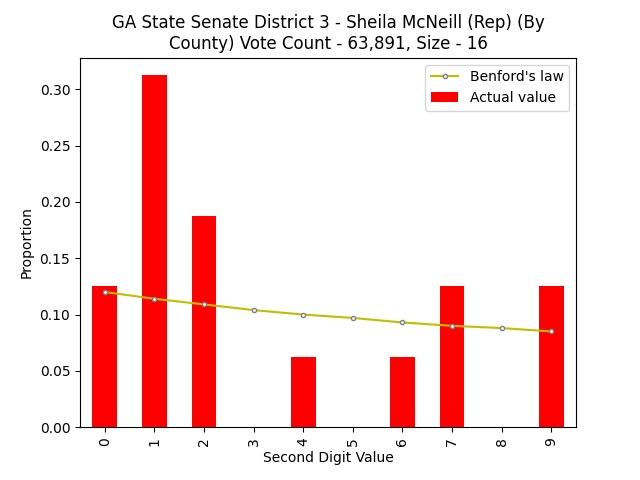 GA State Senate District 3 - Sheila McNeill (Rep) (By
County) Vote Count - 63,891, Size - 16
Benford's law
Actual value
0.30
0.25
0.20
0.15
0.10
0.05
0.00
Proportion
0 1 2 3 4 5 6 7 8 9
Second Digit Value